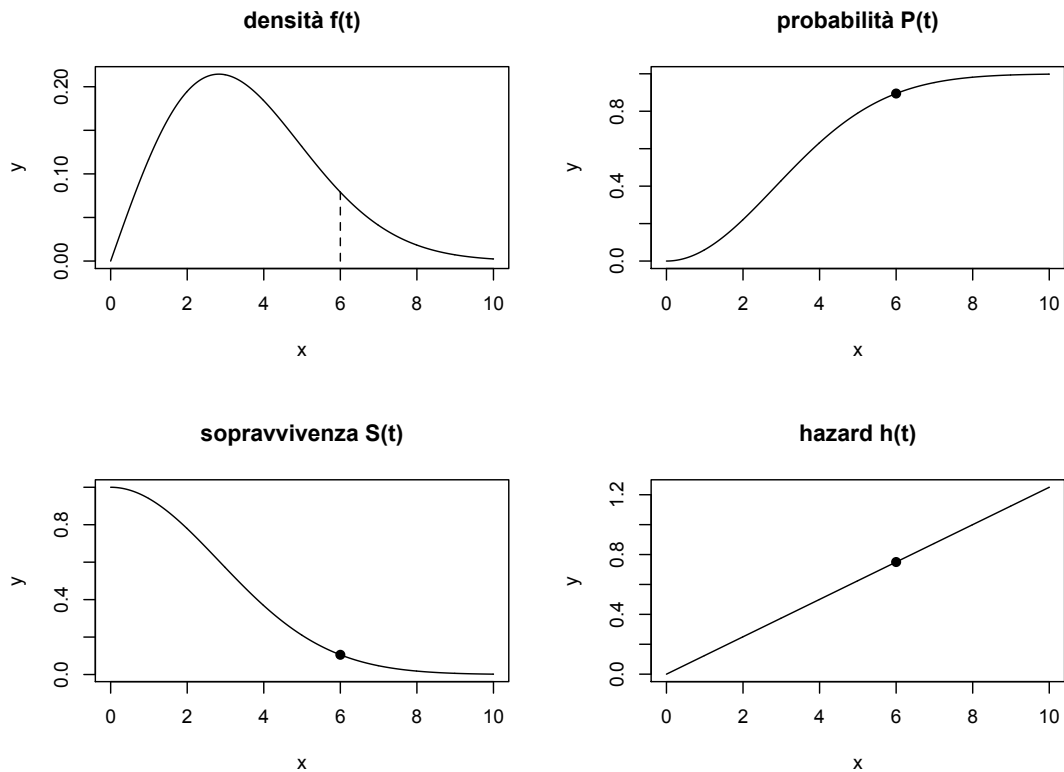 densità f(t)
y
0.00 0.10 0.20
0 2 4 6 8 10
x
probabilità P(t)
y
0.0 0.4 0.8
0 2 4 6 8 10
x
sopravvivenza S(t)
y
0.0 0.4 0.8
0 2 4 6 8 10
x
hazard h(t)
y
0.0 0.4 0.8 1.2
0 2 4 6 8 10
x